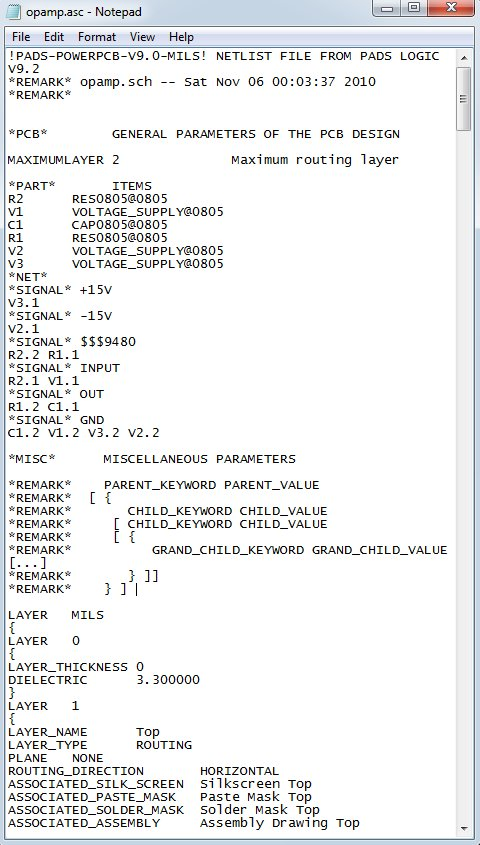 opamp.asc - Notepad
File Edit Format View Help
!PADS-POWERPCB-V9.0-MILS! NETLIST FILE FROM PADS LOGIC
V9.2
*REMARK* opamp.sch -- Sat Nov 06 00:03:37 2010
*REMARK*
*PCB* GENERAL PARAMETERS OF THE PCB DESIGN
MAXIMUMLAYER 2 Maximum routing layer
*PART* ITEMS
R2 RES0805@0805
V1 VOLTAGE_SUPPLY@0805
C1 CAP0805@0805
R1 RES0805@0805
V2 VOLTAGE_SUPPLY@0805
V3 VOLTAGE_SUPPLY@0805
*NET*
*SIGNAL* +15V
V3.1
*SIGNAL* -15V
V2.1
*SIGNAL* $$$9480
R2.2 R1.1
*SIGNAL* INPUT
R2.1 V1.1
*SIGNAL* OUT
R1.2 C1.1
*SIGNAL* GND
C1.2 V1.2 V3.2 V2.2
*MISC* MISCELLANEOUS PARAMETERS
*REMARK* PARENT_KEYWORD PARENT_VALUE
*REMARK* [ {
*REMARK* CHILD_KEYWORD CHILD_VALUE
*REMARK* [ CHILD_KEYWORD CHILD_VALUE
*REMARK* [ {
*REMARK* GRAND_CHILD_KEYWORD GRAND_CHILD_VALUE
[...]
*REMARK* } ]]
*REMARK* } ]
LAYER MILS
{
LAYER 0
{
LAYER_THICKNESS 0
DIELECTRIC 3.300000
}
LAYER 1
{
LAYER_NAME Top
LAYER_TYPE ROUTING
PLANE NONE
ROUTING_DIRECTION HORIZONTAL
ASSOCIATED_SILK_SCREEN Silkscreen Top
ASSOCIATED_PASTE_MASK Paste Mask Top
ASSOCIATED_SOLDER_MASK Solder Mask Top
ASSOCIATED_ASSEMBLY Assembly Drawing Top